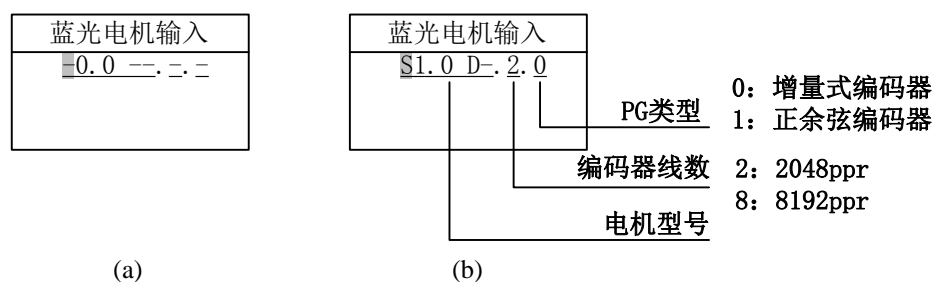 蓝光电机输入
-0.0 --.-.-
(a)
蓝光电机输入
S1.0 D-.2.0
PG类型
0：增量式编码器
1：正余弦编码器
编码器线数
2：2048ppr
8：8192ppr
电机型号
(b)